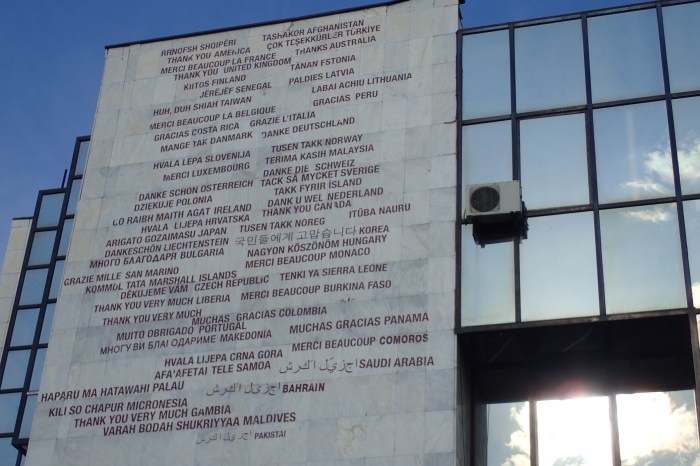 RRNOFSH SHQIPËRI TASHAKOR AFGHANISTAN
THANK YOU AMERICA ÇOK TEŞEKKÜRLER TÜRKIYE
MERCI BEAUCOUP LA FRANCE THANKS AUSTRALIA
THANK YOU UNITED KINGDOM TÄNAN ESTONIA
KIITOS FINLAND PALDIES LATVIA
JËRËJËF SENEGAL LABAI ACHIU LITHUANIA
HUH, DUH SHIAH TAIWAN GRACIAS PERU
MERCI BEAUCOUP LA BELGIQUE
GRACIAS COSTA RICA GRAZIE L'ITALIA
MANGE TAK DANMARK DANKE DEUTSCHLAND
HVALA LEPA SLOVENIJA TUSEN TAKK NORWAY
MERCI LUXEMBOURG TERIMA KASIH MALAYSIA
DANKE DIE SCHWEIZ
DANKE SCHON ÖSTERREICH TACK SÅ MYCKET SVERIGE
DZIEKUJE POLONIA TAKK FYRIR ÍSLAND
GO RAIBH MAITH AGAT IRELAND DANK U WEL NEDERLAND
HVALA LIJEPA HRVATSKA THANK YOU CANADA
ARIGATO GOZAIMASU JAPAN TUSEN TAKK NOREG ITÛBA NAURU
DANKESCHÖN LIECHTENSTEIN 국민들에게 고맙습니다 KOREA
МНОГО БЛАГОДАРЯ BULGARIA NAGYON KÖSZÖNÖM HUNGARY
GRAZIE MILLE SAN MARINO MERCI BEAUCOUP MONACO
KOMMUL TATA MARSHALL ISLANDS
DĚKUJEME VÁM CZECH REPUBLIC TENKI YA SIERRA LEONE
THANK YOU VERY MUCH LIBERIA MERCI BEAUCOUP BURKINA FASO
THANK YOU VERY MUCH
MUCHAS GRACIAS COLOMBIA
MUITO OBRIGADO PORTUGAL MUCHAS GRACIAS PANAMA
МНОГУ ВИ БЛАГОДАРИМЕ MAKEDONIA
HVALA LIJEPA CRNA GORA MERCI BEAUCOUP COMOROS
AFA'AFETAI TELE SAMOA SAUDI ARABIA
HAPARU MA HATAWAHI PALAU BAHRÄIN
KILI SO CHAPUR MICRONESIA
THANK YOU VERY MUCH GAMBIA
VARAH BODAH SHUKRIYYAA MALDIVES
PAKISTAI